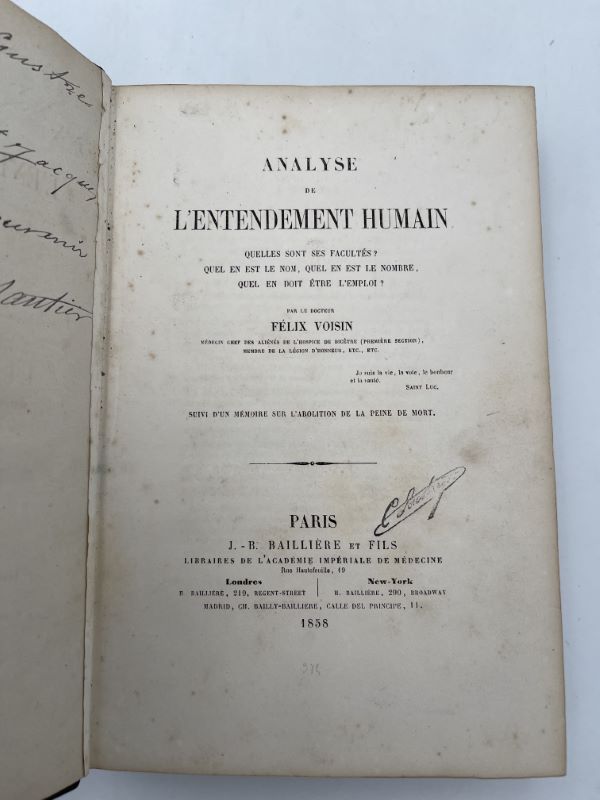 Jacques
ANALYSE
DE
L'ENTENDEMENT HUMAIN
QUELLES SONT SES FACULTÉS ?
QUEL EN EST LE NOM, QUEL EN EST LE NOMBRE,
QUEL EN DOIT ÊTRE L'EMPLOI ?
PAR LE DOCTEUR
FÉLIX VOISIN
MÉDECIN CHEF DES ALIÉNÉS DE L'HOSPICE DE BICÊTRE (PREMIÈRE SECTION),
MEMBRE DE LA LÉGION D'HONNEUR, ETC., ETC.
Je suis la vie, la voie, le bonheur
et la santé.
SAINT LUC.
SUIVI D'UN MÉMOIRE SUR L'ABOLITION DE LA PEINE DE MORT.
PARIS
J.-B. BAILLIÈRE ET FILS
LIBRAIRES DE L'ACADÉMIE IMPÉRIALE DE MÉDECINE
Rue Hautefeuille, 19
Londres
New-York
H. BAILLIÈRE, 219, REGENT-STREET
H. BAILLIÈRE, 290, BROADWAY
MADRID, CH. BAILLY-BAILLIERE, CALLE DEL PRINCIPE, 11.
1858